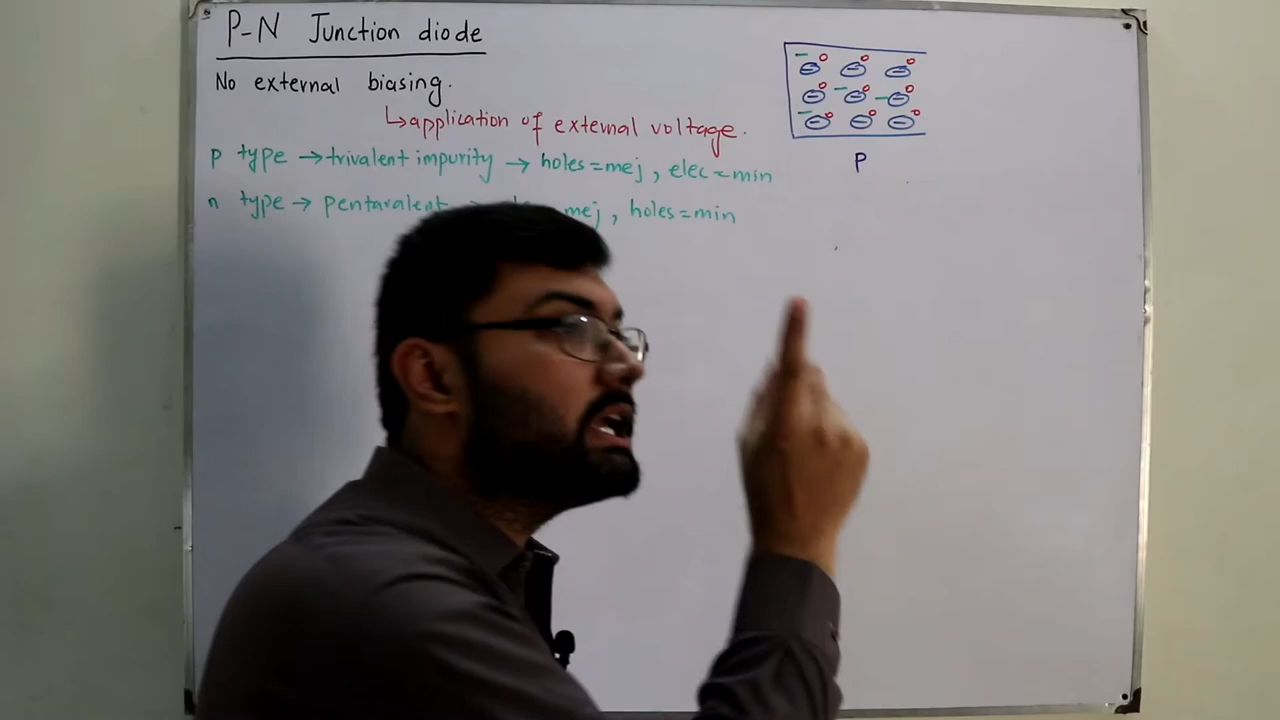 P-N Junction diode
No external biasing.
↳ application of external voltage.
P type → trivalent impurity → holes = mej, elec = min
n type → pentavalent → mej, holes = min
P